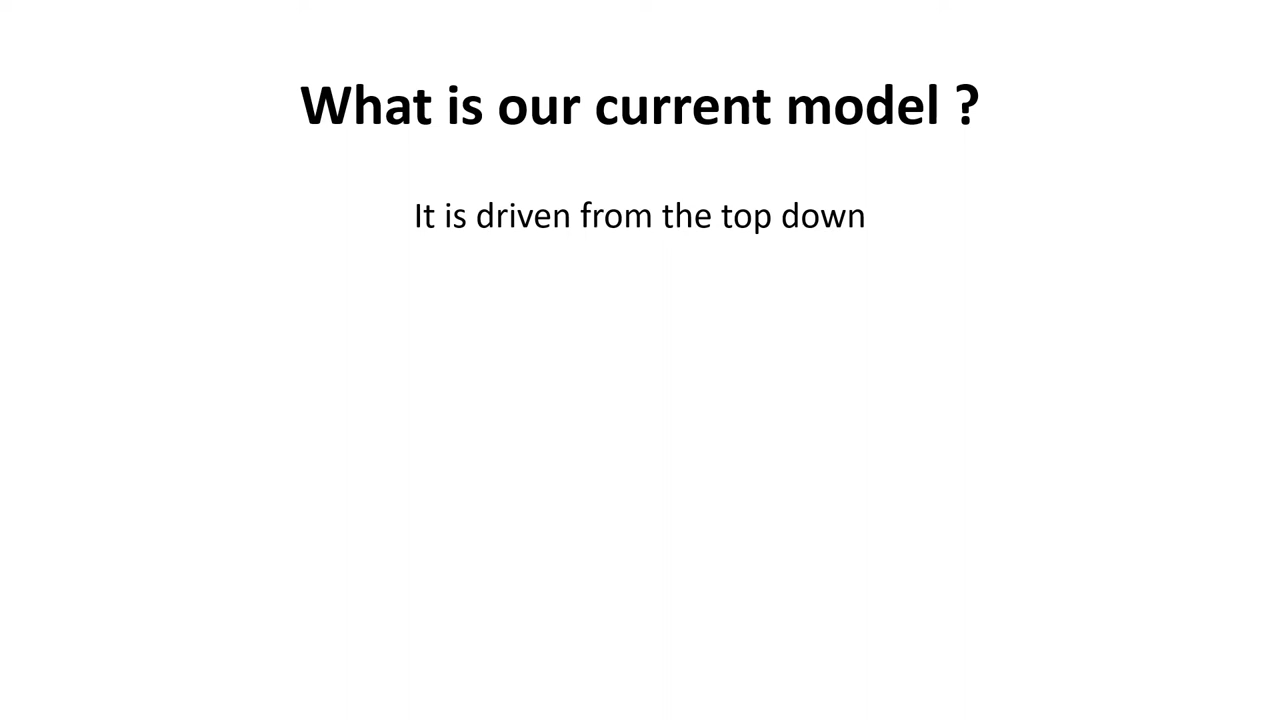 What is our current model ?
It is driven from the top down